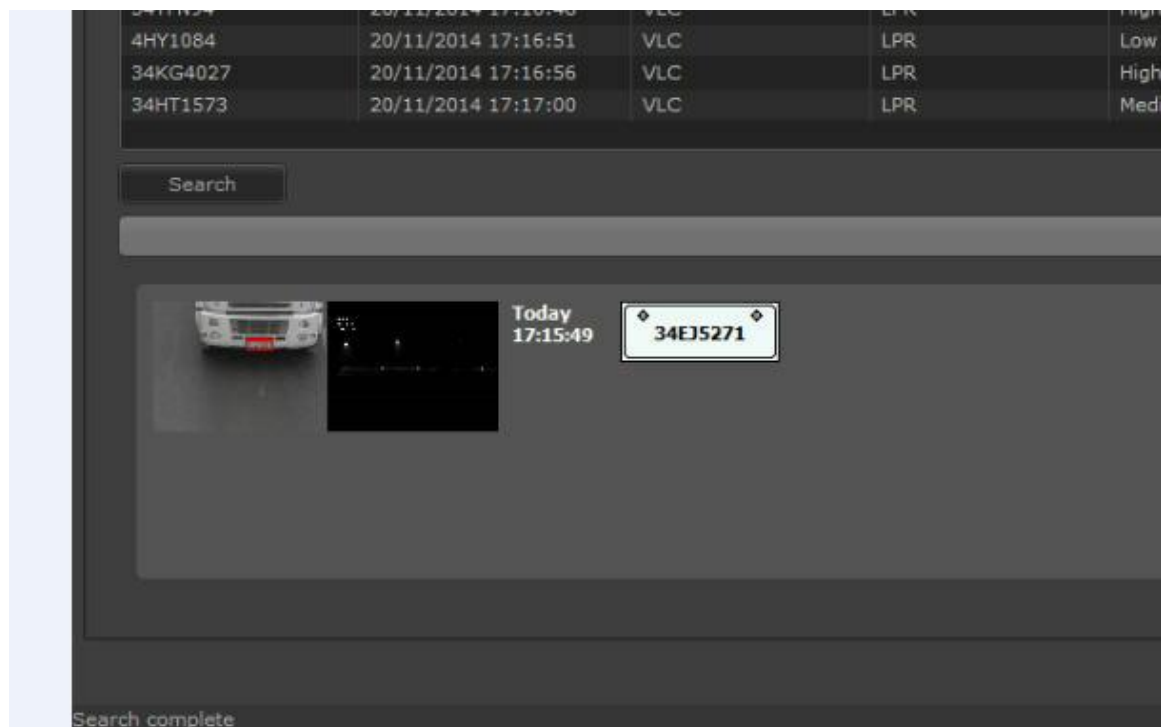 4HY1084 20/11/2014 17:16:51 VLC LPR Low
34KG4027 20/11/2014 17:16:56 VLC LPR High
34HT1573 20/11/2014 17:17:00 VLC LPR Medi
Search
Today
17:15:49
34EJ5271
Search complete